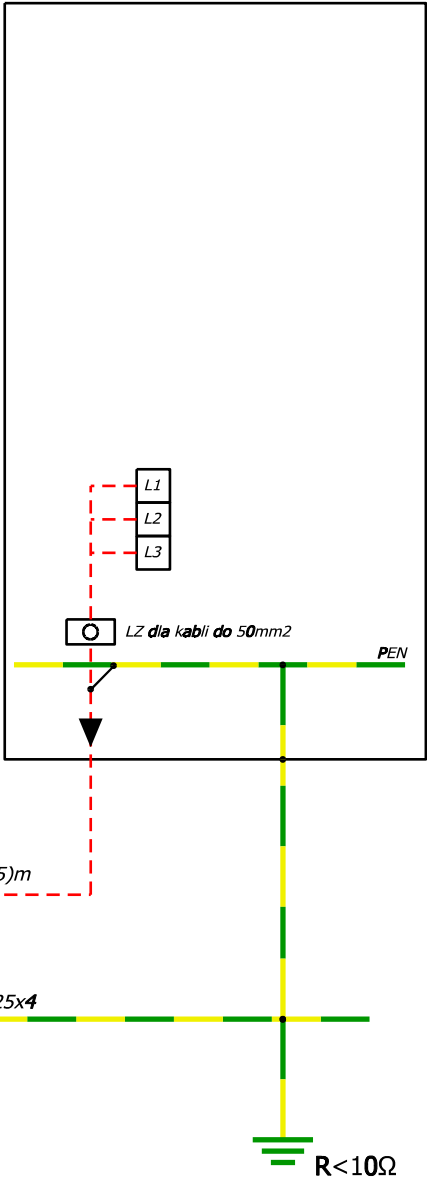 L1
L2
L3
LZ dla kabli do 50mm2
PEN
5)m
25x4
R<10Ω